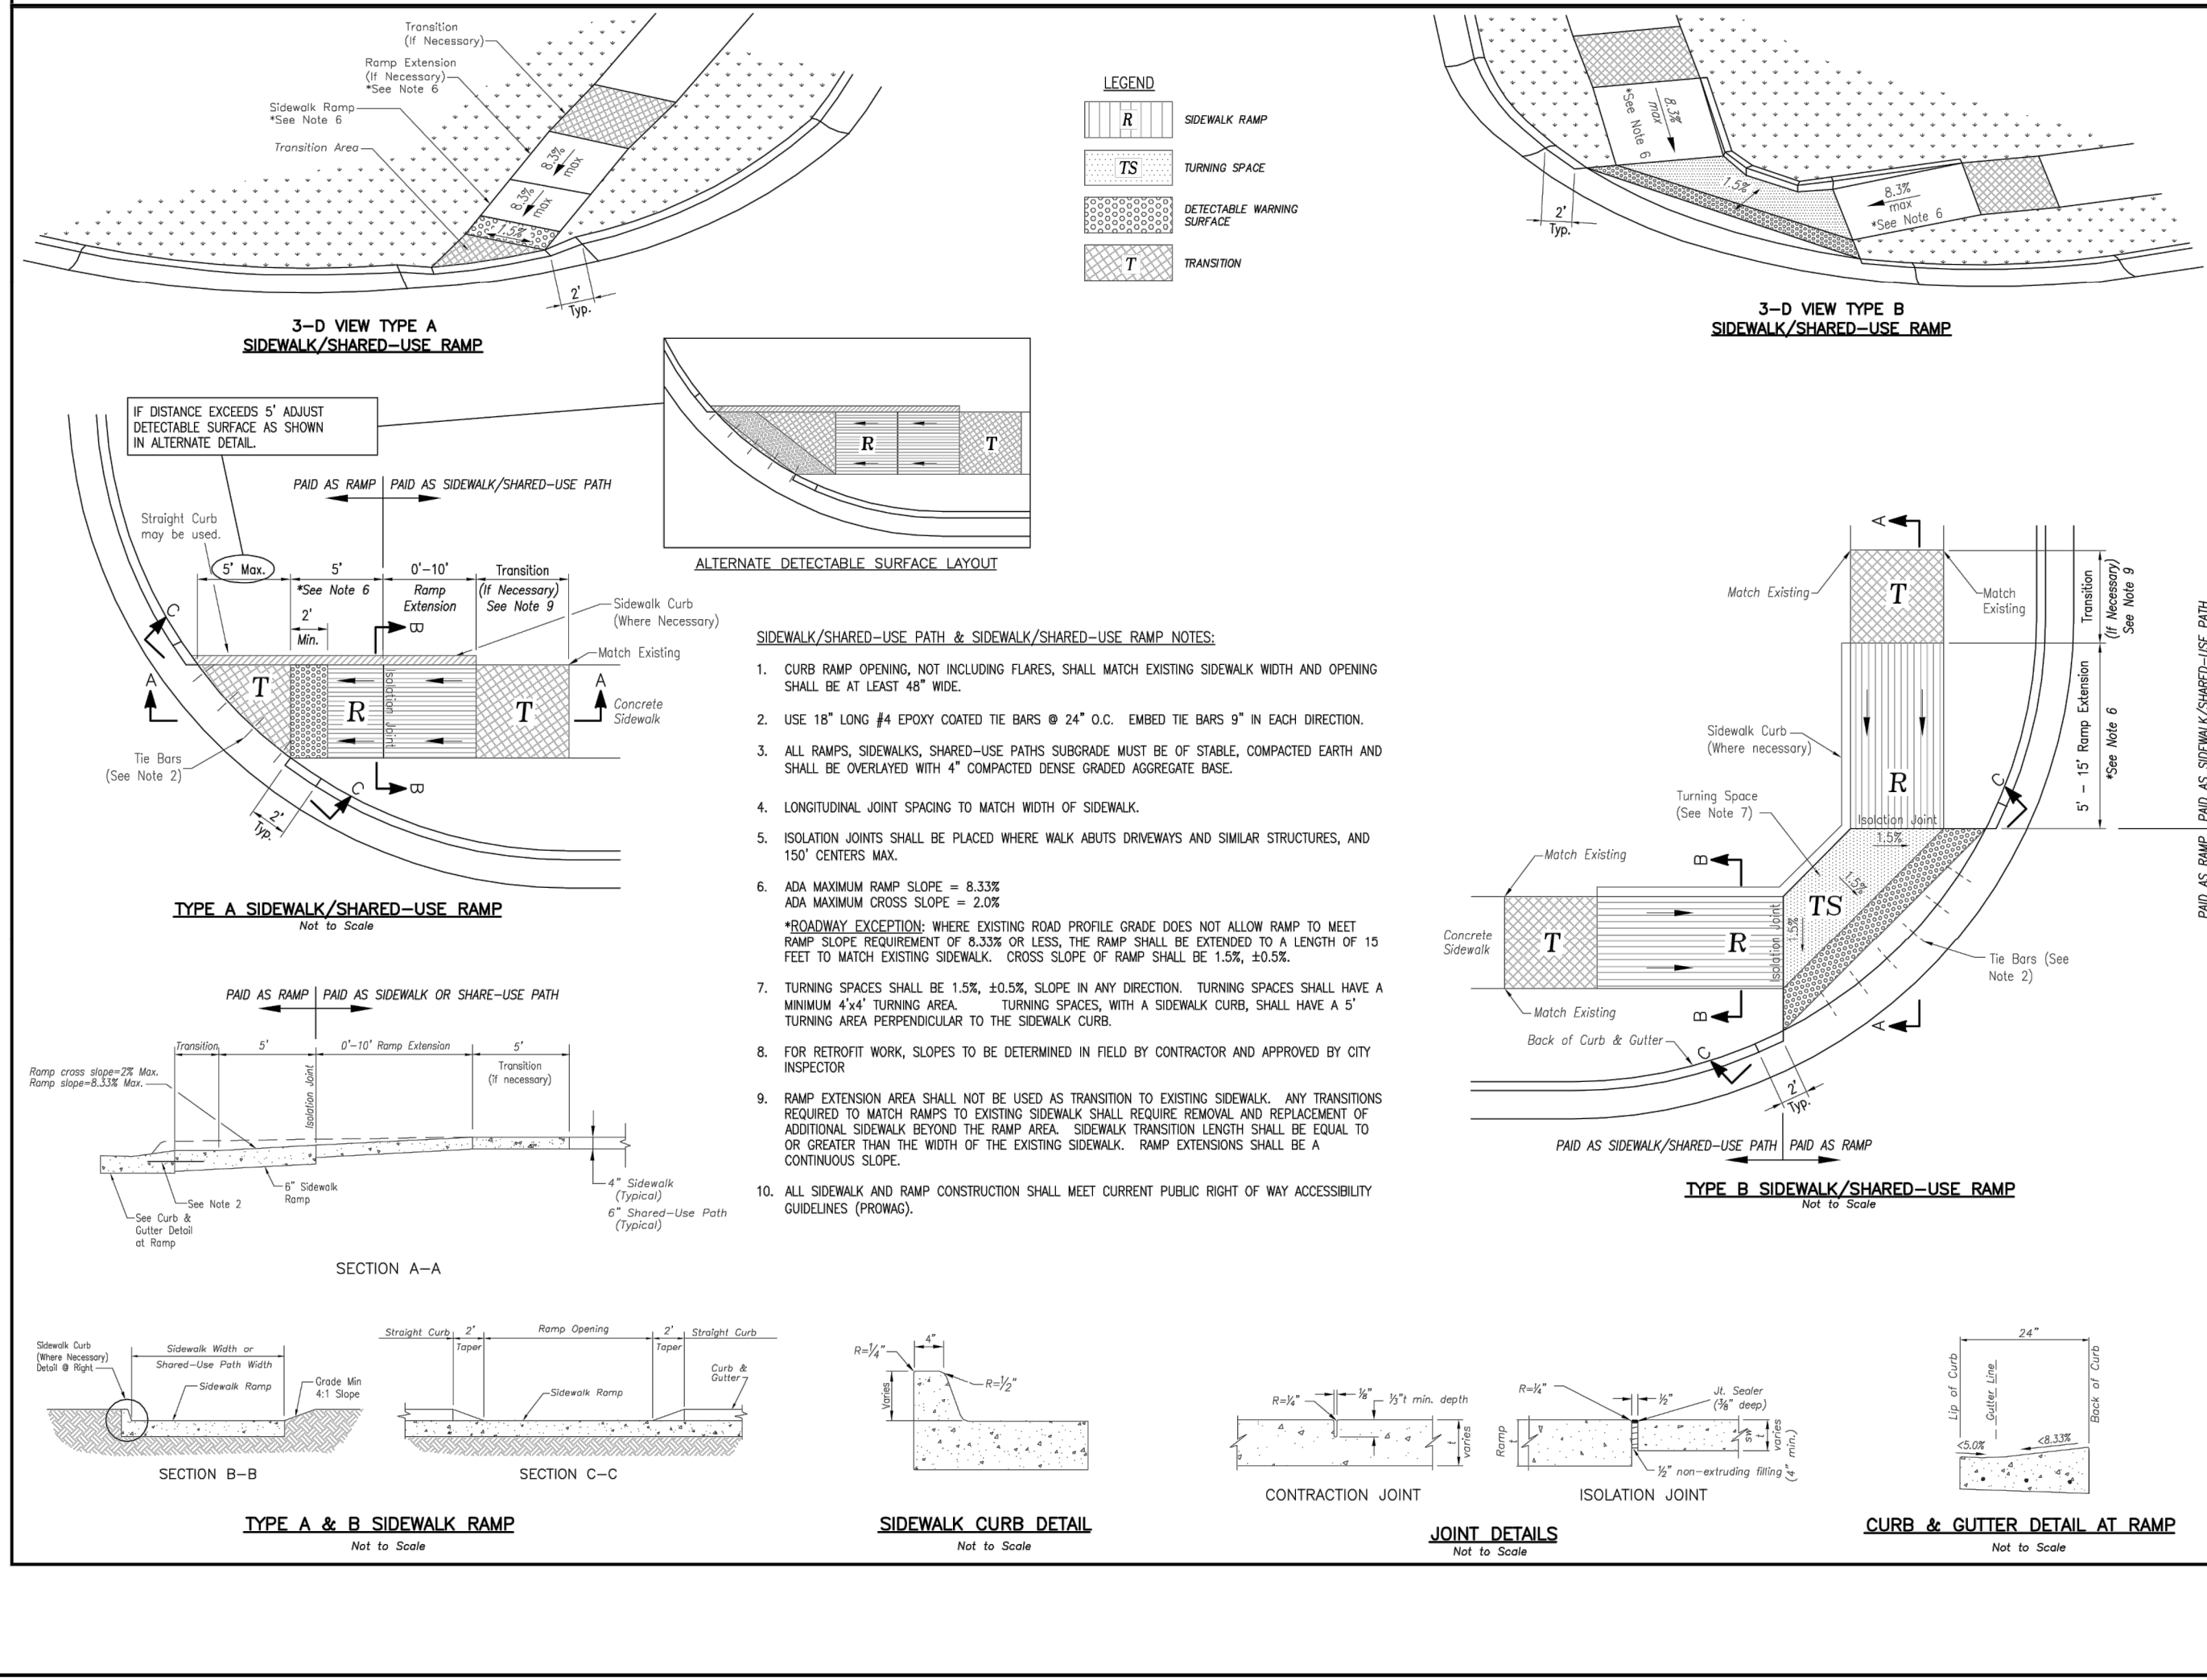 Transition
(If Necessary)
Ramp Extension
(If Necessary)
*See Note 6
Sidewalk Ramp
*See Note 6
Transition Area
8.3%
max
8.3%
max
1.5%
2'
Typ.
3-D VIEW TYPE A
SIDEWALK/SHARED-USE RAMP
LEGEND
R
SIDEWALK RAMP
TS
TURNING SPACE
DETECTABLE WARNING
SURFACE
T
TRANSITION
8.3%
max
*See Note 6
1.5%
8.3%
max
*See Note 6
2'
Typ.
3-D VIEW TYPE B
SIDEWALK/SHARED-USE RAMP
IF DISTANCE EXCEEDS 5' ADJUST
DETECTABLE SURFACE AS SHOWN
IN ALTERNATE DETAIL.
R
T
ALTERNATE DETECTABLE SURFACE LAYOUT
PAID AS RAMP
PAID AS SIDEWALK/SHARED-USE PATH
Straight Curb
may be used.
5' Max.
5'
*See Note 6
0'-10'
Ramp
Extension
Transition
(If Necessary)
See Note 9
2'
Min.
Sidewalk Curb
(Where Necessary)
Match Existing
C
B
A
A
T
R
Isolation Joint
T
Concrete
Sidewalk
Tie Bars
(See Note 2)
C
B
2'
Typ.
TYPE A SIDEWALK/SHARED-USE RAMP
Not to Scale
SIDEWALK/SHARED-USE PATH & SIDEWALK/SHARED-USE RAMP NOTES:
1. CURB RAMP OPENING, NOT INCLUDING FLARES, SHALL MATCH EXISTING SIDEWALK WIDTH AND OPENING
SHALL BE AT LEAST 48" WIDE.
2. USE 18" LONG #4 EPOXY COATED TIE BARS @ 24" O.C. EMBED TIE BARS 9" IN EACH DIRECTION.
3. ALL RAMPS, SIDEWALKS, SHARED-USE PATHS SUBGRADE MUST BE OF STABLE, COMPACTED EARTH AND
SHALL BE OVERLAYED WITH 4" COMPACTED DENSE GRADED AGGREGATE BASE.
4. LONGITUDINAL JOINT SPACING TO MATCH WIDTH OF SIDEWALK.
5. ISOLATION JOINTS SHALL BE PLACED WHERE WALK ABUTS DRIVEWAYS AND SIMILAR STRUCTURES, AND
150' CENTERS MAX.
6. ADA MAXIMUM RAMP SLOPE = 8.33%
ADA MAXIMUM CROSS SLOPE = 2.0%
*ROADWAY EXCEPTION: WHERE EXISTING ROAD PROFILE GRADE DOES NOT ALLOW RAMP TO MEET
RAMP SLOPE REQUIREMENT OF 8.33% OR LESS, THE RAMP SHALL BE EXTENDED TO A LENGTH OF 15
FEET TO MATCH EXISTING SIDEWALK. CROSS SLOPE OF RAMP SHALL BE 1.5%, ±0.5%.
7. TURNING SPACES SHALL BE 1.5%, ±0.5%, SLOPE IN ANY DIRECTION. TURNING SPACES SHALL HAVE A
MINIMUM 4'x4' TURNING AREA. TURNING SPACES, WITH A SIDEWALK CURB, SHALL HAVE A 5'
TURNING AREA PERPENDICULAR TO THE SIDEWALK CURB.
8. FOR RETROFIT WORK, SLOPES TO BE DETERMINED IN FIELD BY CONTRACTOR AND APPROVED BY CITY
INSPECTOR
9. RAMP EXTENSION AREA SHALL NOT BE USED AS TRANSITION TO EXISTING SIDEWALK. ANY TRANSITIONS
REQUIRED TO MATCH RAMPS TO EXISTING SIDEWALK SHALL REQUIRE REMOVAL AND REPLACEMENT OF
ADDITIONAL SIDEWALK BEYOND THE RAMP AREA. SIDEWALK TRANSITION LENGTH SHALL BE EQUAL TO
OR GREATER THAN THE WIDTH OF THE EXISTING SIDEWALK. RAMP EXTENSIONS SHALL BE A
CONTINUOUS SLOPE.
10. ALL SIDEWALK AND RAMP CONSTRUCTION SHALL MEET CURRENT PUBLIC RIGHT OF WAY ACCESSIBILITY
GUIDELINES (PROWAG).
A
Match Existing
T
Match
Existing
Transition
(If Necessary)
See Note 9
5' - 15' Ramp Extension
*See Note 6
PAID AS RAMP
PAID AS SIDEWALK/SHARED-USE PATH
Sidewalk Curb
(Where necessary)
R
C
Turning Space
(See Note 7)
Isolation Joint
1.5%
Match Existing
B
1.5%
TS
Concrete
Sidewalk
T
R
Isolation Joint
1.5%
Tie Bars (See
Note 2)
Match Existing
B
A
Back of Curb & Gutter
C
2'
Typ.
PAID AS SIDEWALK/SHARED-USE PATH
PAID AS RAMP
TYPE B SIDEWALK/SHARED-USE RAMP
Not to Scale
PAID AS RAMP
PAID AS SIDEWALK OR SHARE-USE PATH
Transition
5'
0'-10' Ramp Extension
5'
Transition
(if necessary)
Ramp cross slope=2% Max.
Ramp slope=8.33% Max.
Isolation Joint
6" Sidewalk
Ramp
See Note 2
See Curb &
Gutter Detail
at Ramp
4" Sidewalk
(Typical)
6" Shared-Use Path
(Typical)
SECTION A-A
Sidewalk Curb
(Where Necessary)
Detail @ Right
Sidewalk Width or
Shared-Use Path Width
Sidewalk Ramp
Grade Min
4:1 Slope
SECTION B-B
Straight Curb
2'
Taper
Ramp Opening
2'
Taper
Straight Curb
Curb &
Gutter
Sidewalk Ramp
SECTION C-C
TYPE A & B SIDEWALK RAMP
Not to Scale
4"
R=¼"
R=½"
Varies
SIDEWALK CURB DETAIL
Not to Scale
R=¼"
⅛"
⅓"t min. depth
t
varies
CONTRACTION JOINT
R=¼"
½"
Jt. Sealer
(⅜" deep)
Ramp
t
SW
t
varies
(4" min.)
½" non-extruding filling
ISOLATION JOINT
JOINT DETAILS
Not to Scale
24"
Lip of Curb
Gutter Line
Back of Curb
<5.0%
<8.33%
CURB & GUTTER DETAIL AT RAMP
Not to Scale